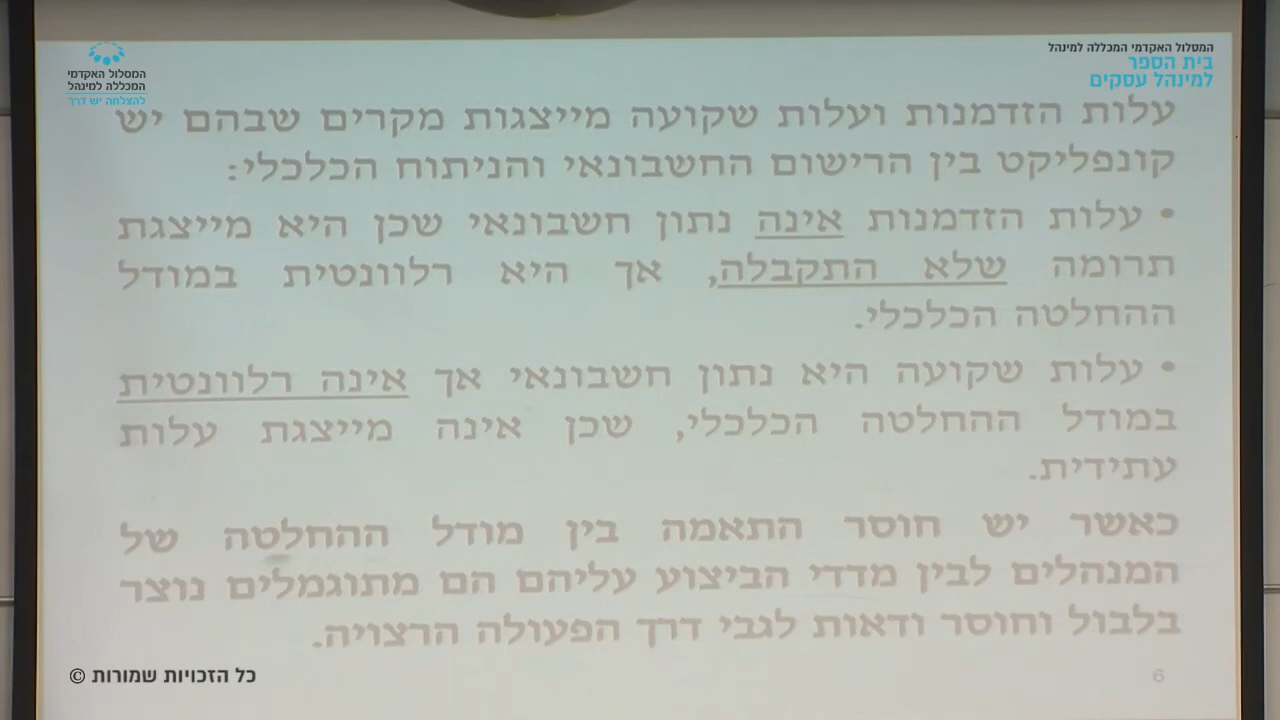 המסלול האקדמי המכללה למינהל
בית הספר
למינהל עסקים
המסלול האקדמי
המכללה למינהל
להצלחה יש דרך
עלות הזדמנות ועלות שקועה מייצגות מקרים שבהם יש
קונפליקט בין הרישום החשבונאי והניתוח הכלכלי:
• עלות הזדמנות אינה נתון חשבונאי שכן היא מייצגת
תרומה שלא התקבלה, אך היא רלוונטית במודל
ההחלטה הכלכלי.
• עלות שקועה היא נתון חשבונאי אך אינה רלוונטית
במודל ההחלטה הכלכלי, שכן אינה מייצגת עלות
עתידית.
כאשר יש חוסר התאמה בין מודל ההחלטה של
המנהלים לבין מדדי הביצוע עליהם הם מתוגמלים נוצר
בלבול וחוסר ודאות לגבי דרך הפעולה הרצויה.
6
כל הזכויות שמורות ©